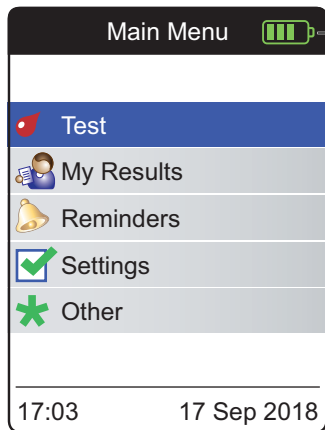 Main Menu
Test
My Results
Reminders
Settings
Other
17:03 17 Sep 2018